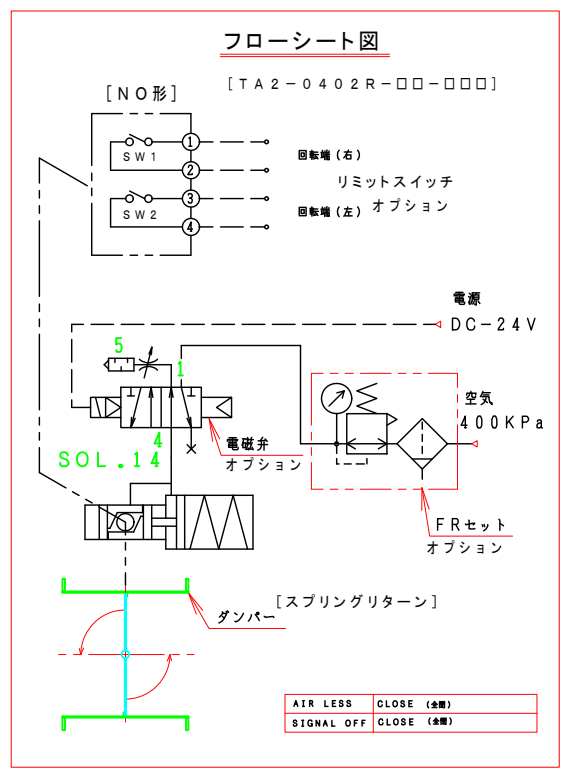 フローシート図
[TA2-0402R-□□-□□□]
[NO形]
SW1
SW2
1
2
3
4
回転端(右)
リミットスイッチ
オプション
回転端(左)
電源
DC-24V
5
1
空気
400KPa
4
SOL.14
電磁弁
オプション
FRセット
オプション
[スプリングリターン]
ダンパー
AIR LESS CLOSE (全閉)
SIGNAL OFF CLOSE (全閉)